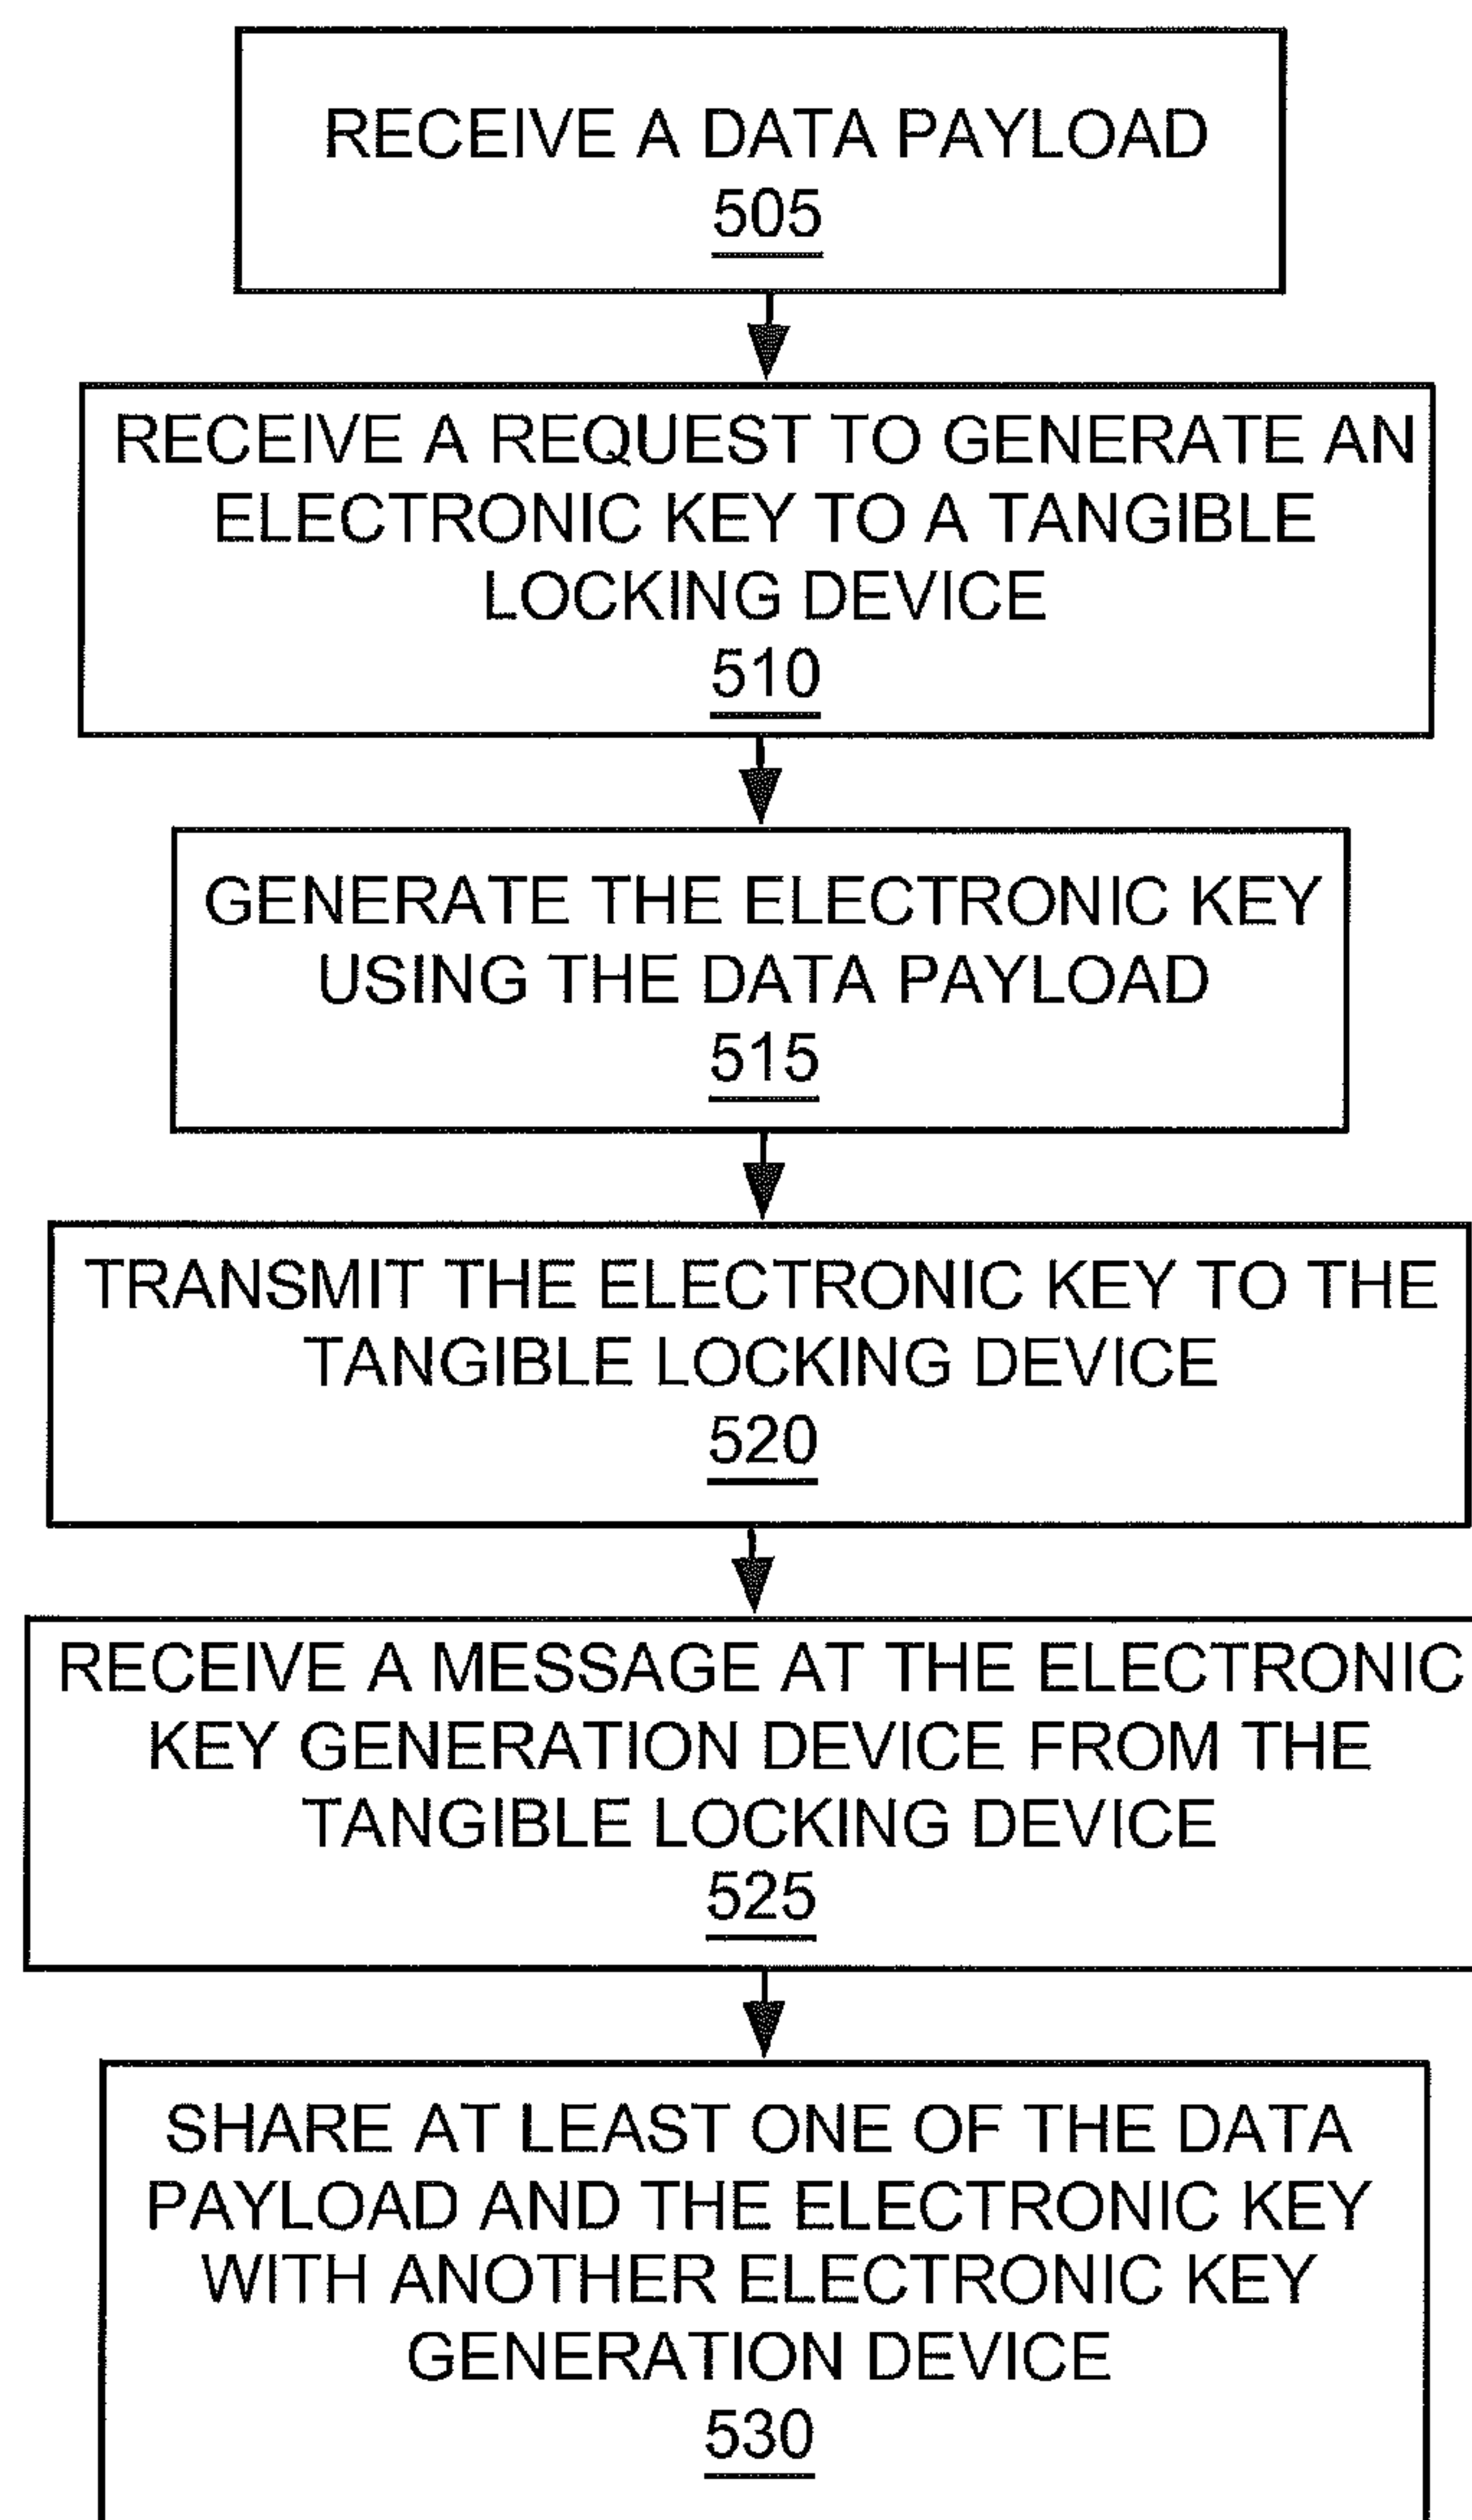 RECEIVE A DATA PAYLOAD
505
RECEIVE A REQUEST TO GENERATE AN
ELECTRONIC KEY TO A TANGIBLE
LOCKING DEVICE
510
GENERATE THE ELECTRONIC KEY
USING THE DATA PAYLOAD
515
TRANSMIT THE ELECTRONIC KEY TO THE
TANGIBLE LOCKING DEVICE
520
RECEIVE A MESSAGE AT THE ELECTRONIC
KEY GENERATION DEVICE FROM THE
TANGIBLE LOCKING DEVICE
525
SHARE AT LEAST ONE OF THE DATA
PAYLOAD AND THE ELECTRONIC KEY
WITH ANOTHER ELECTRONIC KEY
GENERATION DEVICE
530